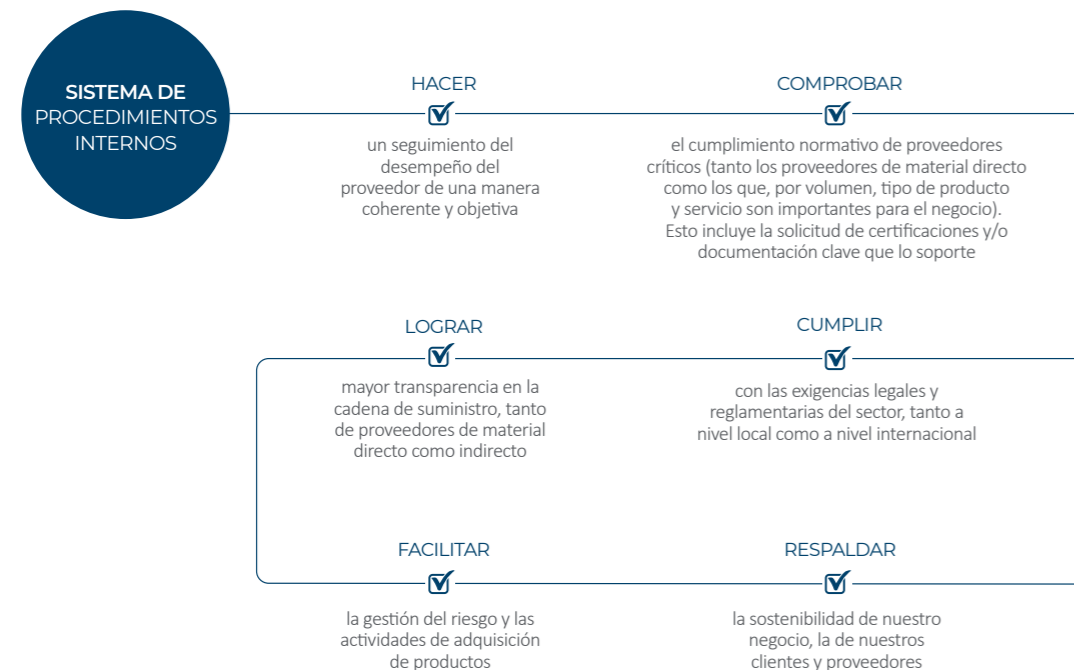 SISTEMA DE
PROCEDIMIENTOS
INTERNOS
HACER
un seguimiento del
desempeño del
proveedor de una manera
coherente y objetiva
COMPROBAR
el cumplimiento normativo de proveedores
críticos (tanto los proveedores de material directo
como los que, por volumen, tipo de producto
y servicio son importantes para el negocio).
Esto incluye la solicitud de certificaciones y/o
documentación clave que lo soporte
LOGRAR
mayor transparencia en la
cadena de suministro, tanto
de proveedores de material
directo como indirecto
CUMPLIR
con las exigencias legales y
reglamentarias del sector, tanto a
nivel local como a nivel internacional
FACILITAR
la gestión del riesgo y las
actividades de adquisición
de productos
RESPALDAR
la sostenibilidad de nuestro
negocio, la de nuestros
clientes y proveedores